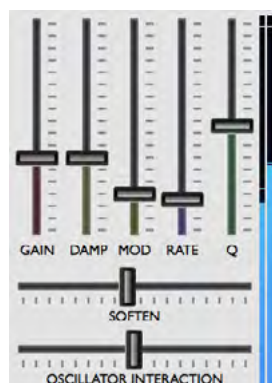 GAIN DAMP MOD RATE Q
SOFTEN
OSCILLATOR INTERACTION